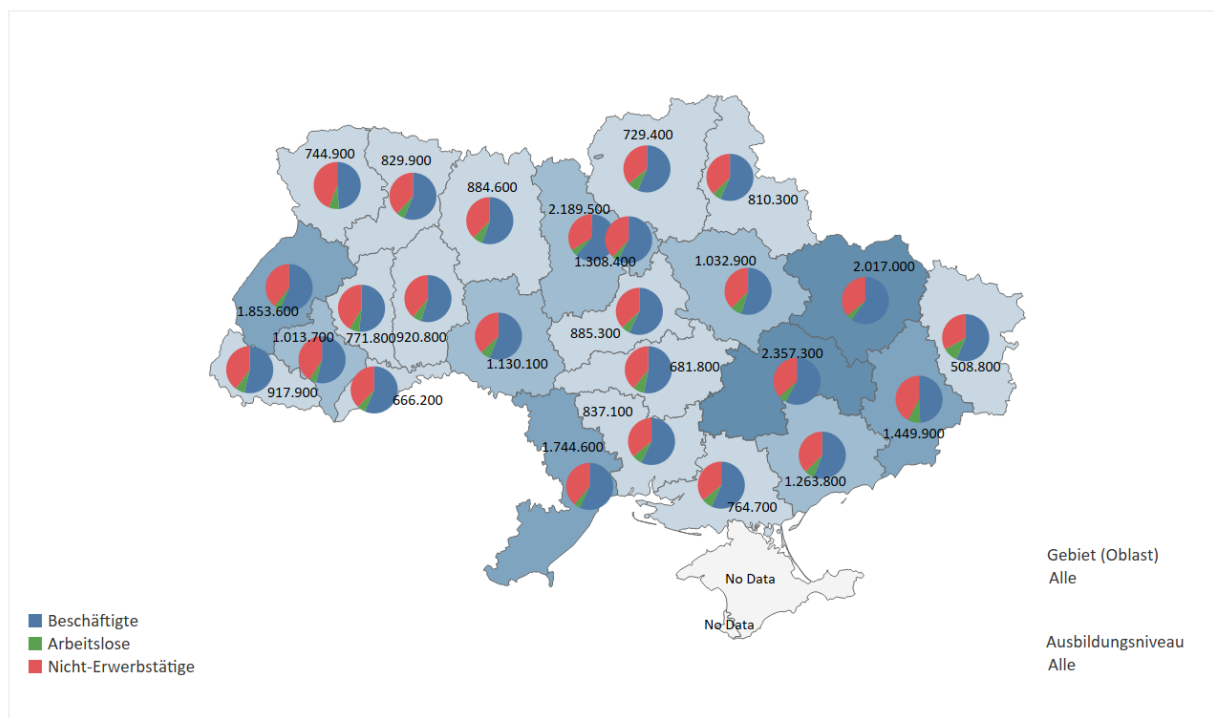 729.400
744.900
829.900
884.600
810.300
2.189.500
1.308.400
1.032.900
2.017.000
1.853.600
1.013.700
771.800
920.800
1.130.100
885.300
681.800
2.357.300
508.800
917.900
666.200
837.100
1.449.900
1.744.600
1.263.800
764.700
No Data
No Data
Gebiet (Oblast)
Alle
Ausbildungsniveau
Alle
Beschäftigte
Arbeitslose
Nicht-Erwerbstätige